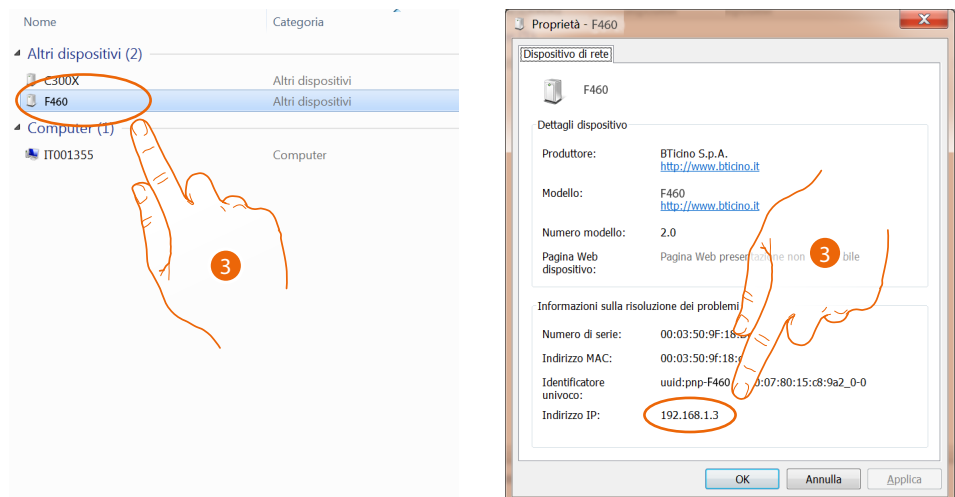 Nome Categoria
Altri dispositivi (2)
C300X Altri dispositivi
F460 Altri dispositivi
Computer (1)
IT001355 Computer
3
Proprietà - F460
Dispositivo di rete
F460
Dettagli dispositivo
Produttore: BTicino S.p.A.
http://www.bticino.it
Modello: F460
http://www.bticino.it
Numero modello: 2.0
Pagina Web dispositivo: Pagina Web presentazione non bile
3
Informazioni sulla risoluzione dei problemi
Numero di serie: 00:03:50:9F:18:
Indirizzo MAC: 00:03:50:9f:18:
Identificatore univoco: uuid:pnp-F460 0:07:80:15:c8:9a2_0-0
Indirizzo IP: 192.168.1.3
OK Annulla Applica